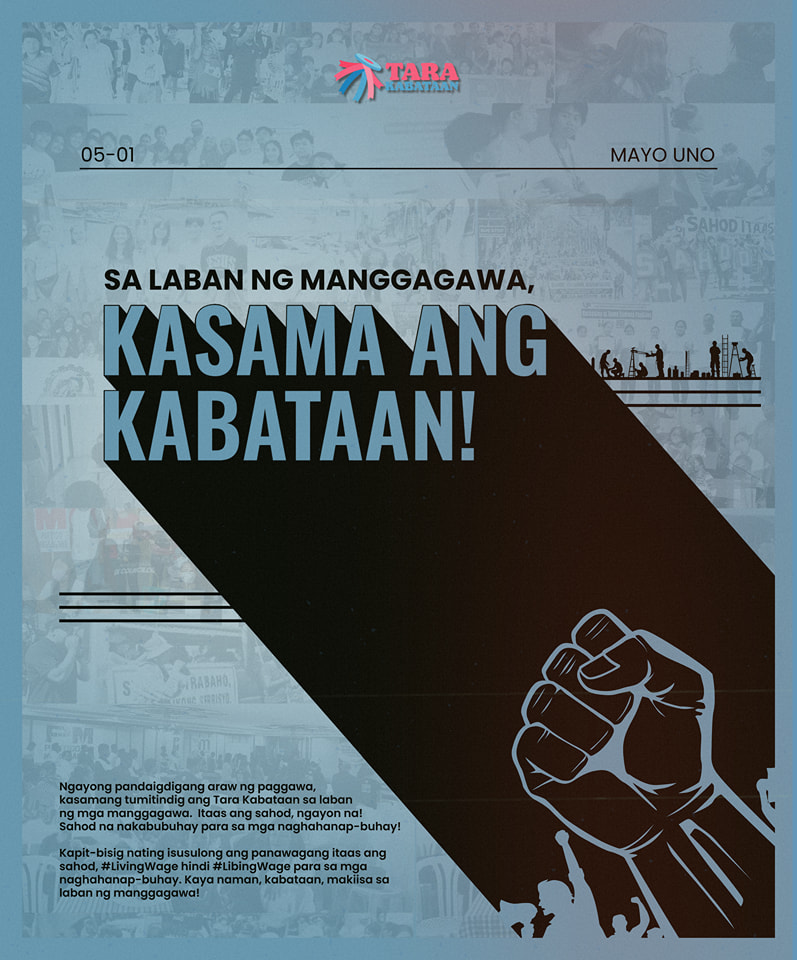 TARA
KABATAAN
05-01
MAYO UNO
SAHOD ITAAS
SA LABAN NG MANGGAGAWA,
KASAMA ANG
KABATAAN!
Ngayong pandaigdigang araw ng paggawa,
kasamang tumitindig ang Tara Kabataan sa laban
ng mga manggagawa. Itaas ang sahod, ngayon na!
Sahod na nakabubuhay para sa mga naghahanap-buhay!
Kapit-bisig nating isusulong ang panawagang itaas ang
sahod, #LivingWage hindi #LibingWage para sa mga
naghahanap-buhay. Kaya naman, kabataan, makiisa sa
laban ng manggagawa!